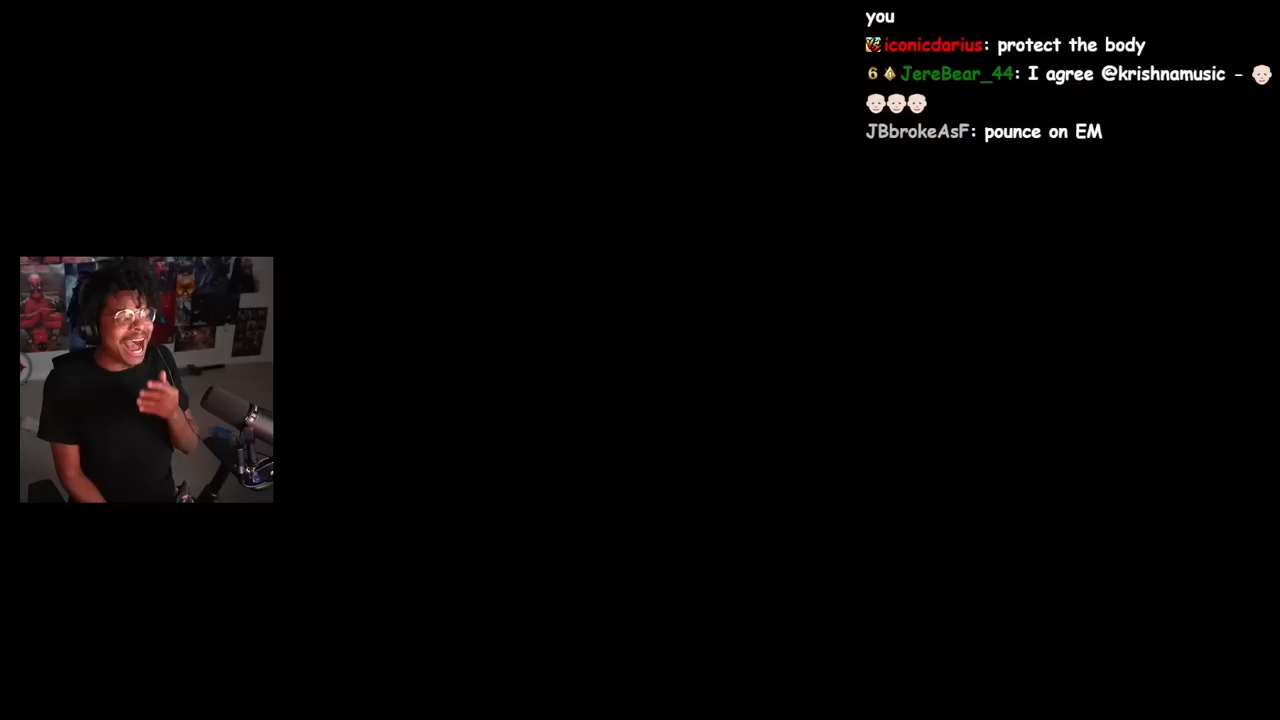 you
iconicdarius: protect the body
6 JereBear_44: I agree @krishnamusic -
JBbrokeAsF: pounce on EM